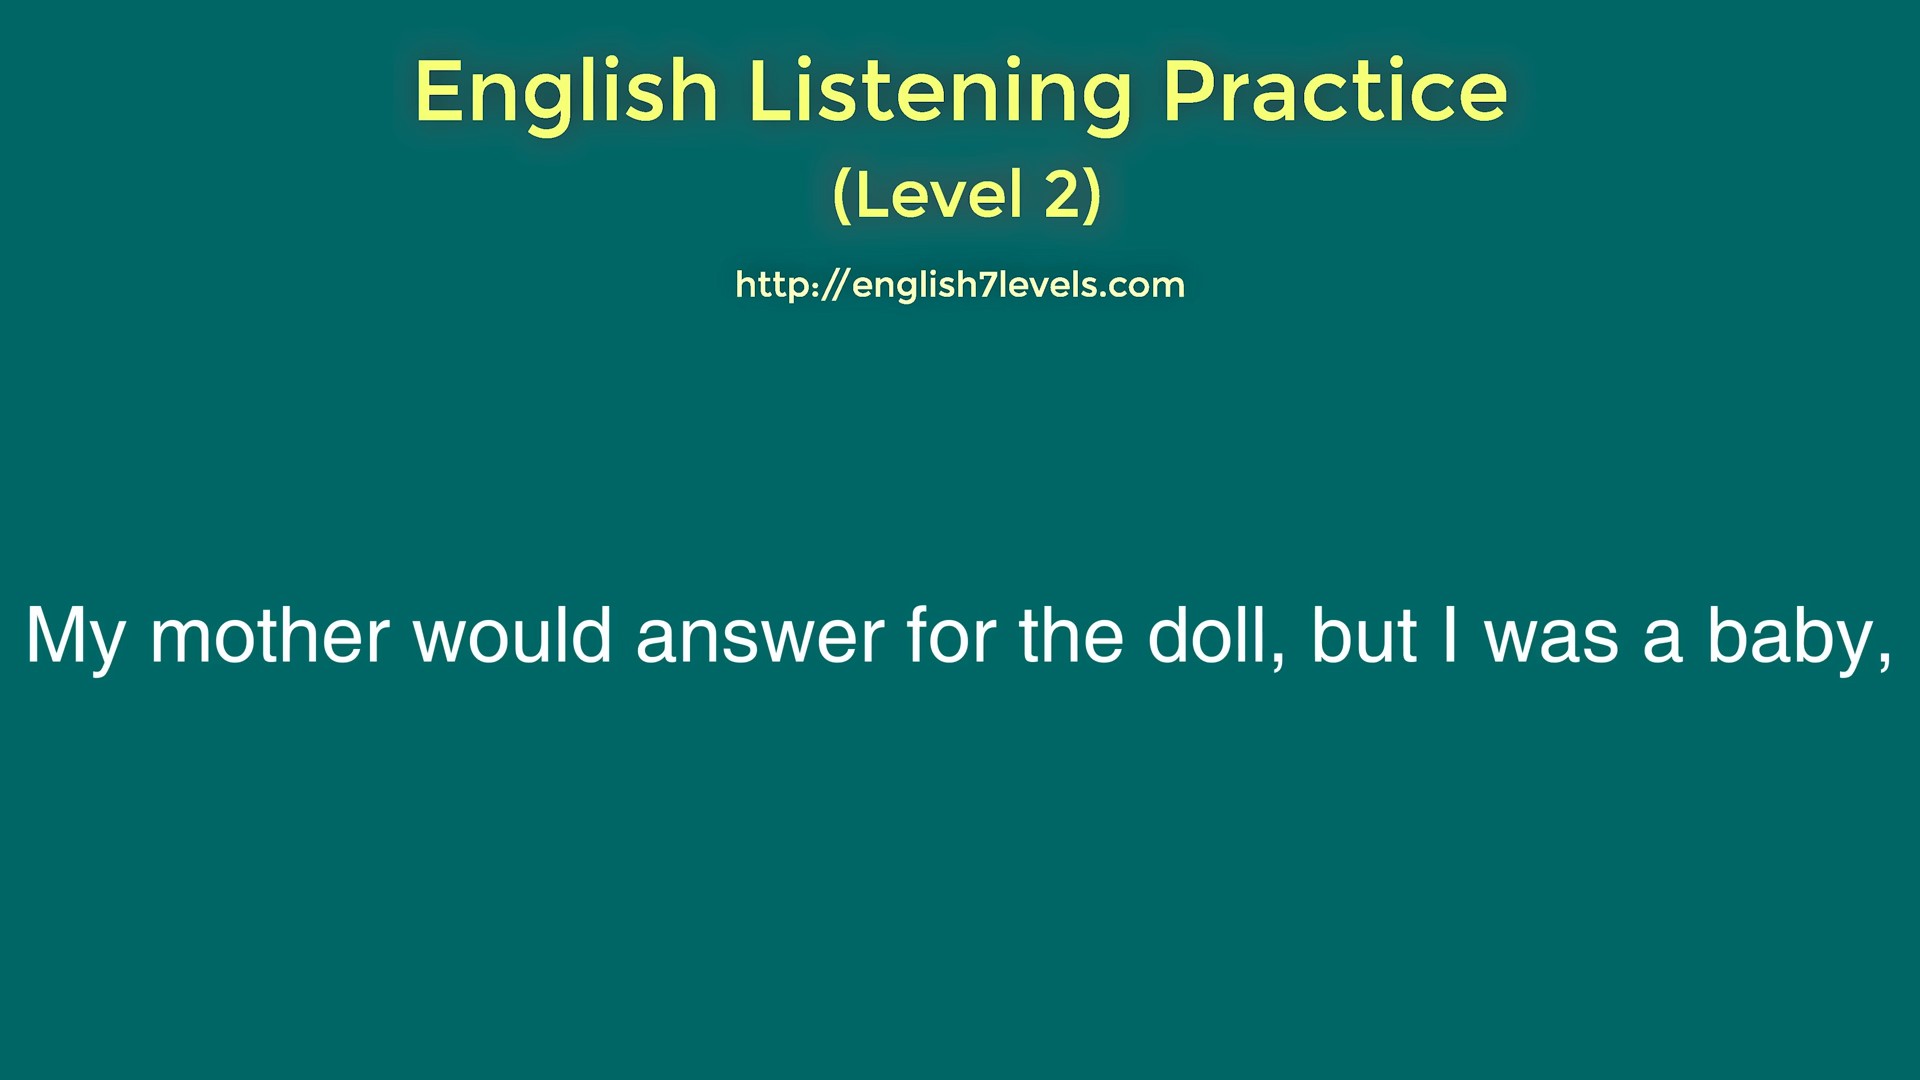 English Listening Practice
(Level 2)
http://english7levels.com
My mother would answer for the doll, but I was a baby,